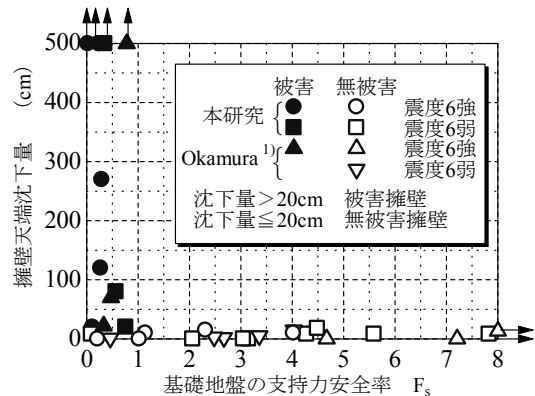 500
400
300
200
100
0
擁壁天端沈下量 (cm)
被害 無被害
本研究
震度6強
震度6弱
Okamura 1)
震度6強
震度6弱
沈下量>20cm 被害擁壁
沈下量≦20cm 無被害擁壁
0 1 2 3 4 5 6 7 8
基礎地盤の支持力安全率 Fs